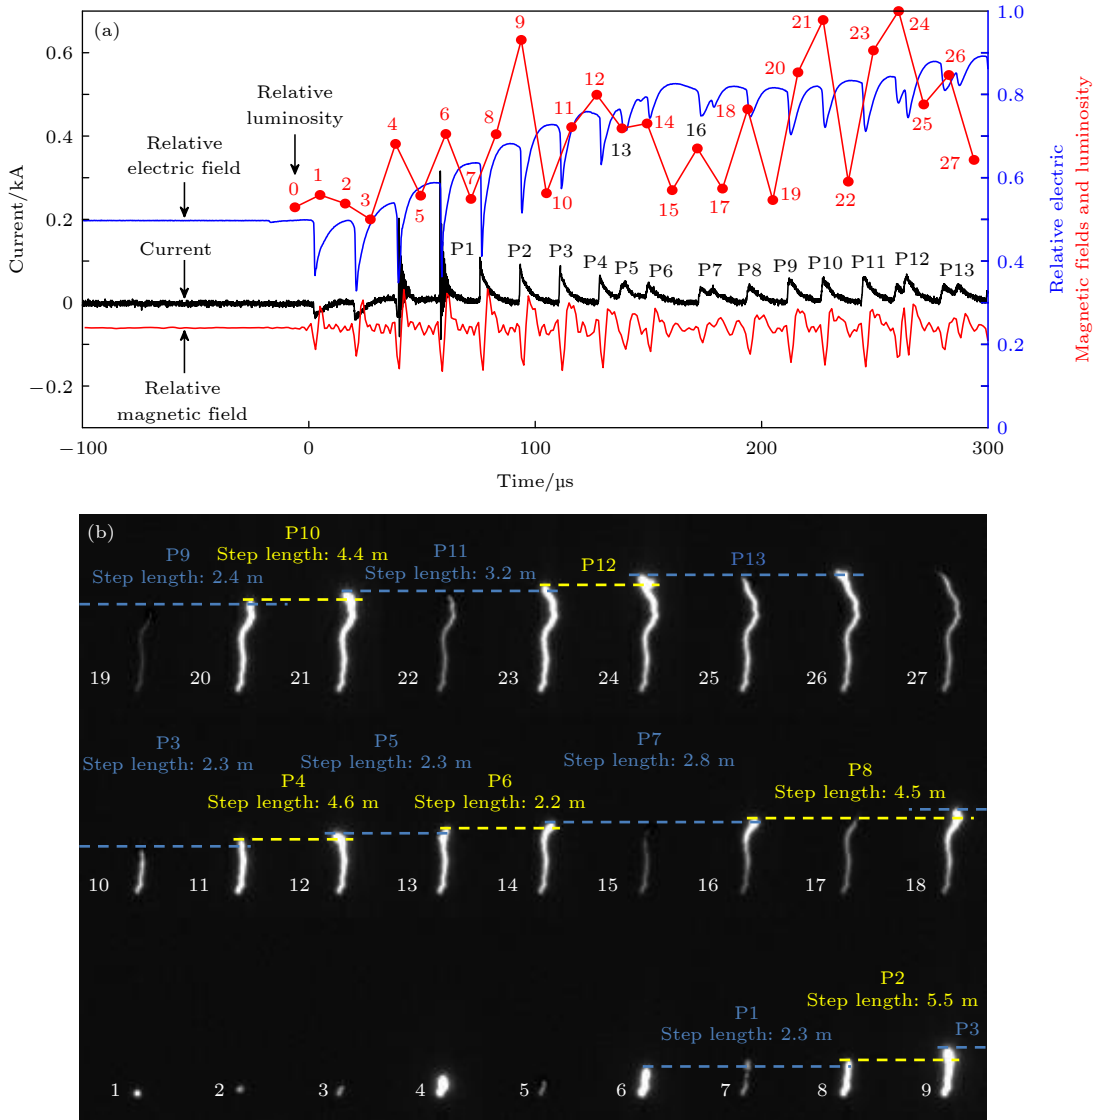 (a)
Relative
luminosity
Relative
electric field
Current
Relative
magnetic field
0
1
2
3
4
5
6
7
8
9
10
11
12
13
14
15
16
17
18
19
20
21
22
23
24
25
26
27
P1
P2
P3
P4
P5
P6
P7
P8
P9
P10
P11
P12
P13
0.6
0.4
0.2
0
−0.2
Current/kA
1.0
0.8
0.6
0.4
0.2
0
Relative electric
Magnetic fields and luminosity
−100
0
100
200
300
Time/µs
(b)
P9
Step length: 2.4 m
P10
Step length: 4.4 m
P11
Step length: 3.2 m
P12
P13
19
20
21
22
23
24
25
26
27
P3
Step length: 2.3 m
P4
Step length: 4.6 m
P5
Step length: 2.3 m
P6
Step length: 2.2 m
P7
Step length: 2.8 m
P8
Step length: 4.5 m
10
11
12
13
14
15
16
17
18
P1
Step length: 2.3 m
P2
Step length: 5.5 m
P3
1
2
3
4
5
6
7
8
9